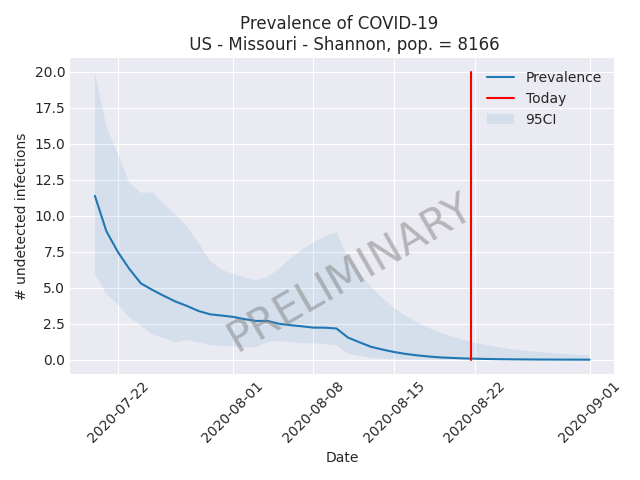 Prevalence of COVID-19
US - Missouri - Shannon, pop. = 8166
# undetected infections
20.0
17.5
15.0
12.5
10.0
7.5
5.0
2.5
0.0
Prevalence
Today
95CI
PRELIMINARY
2020-07-22
2020-08-01
2020-08-08
2020-08-15
2020-08-22
2020-09-01
Date